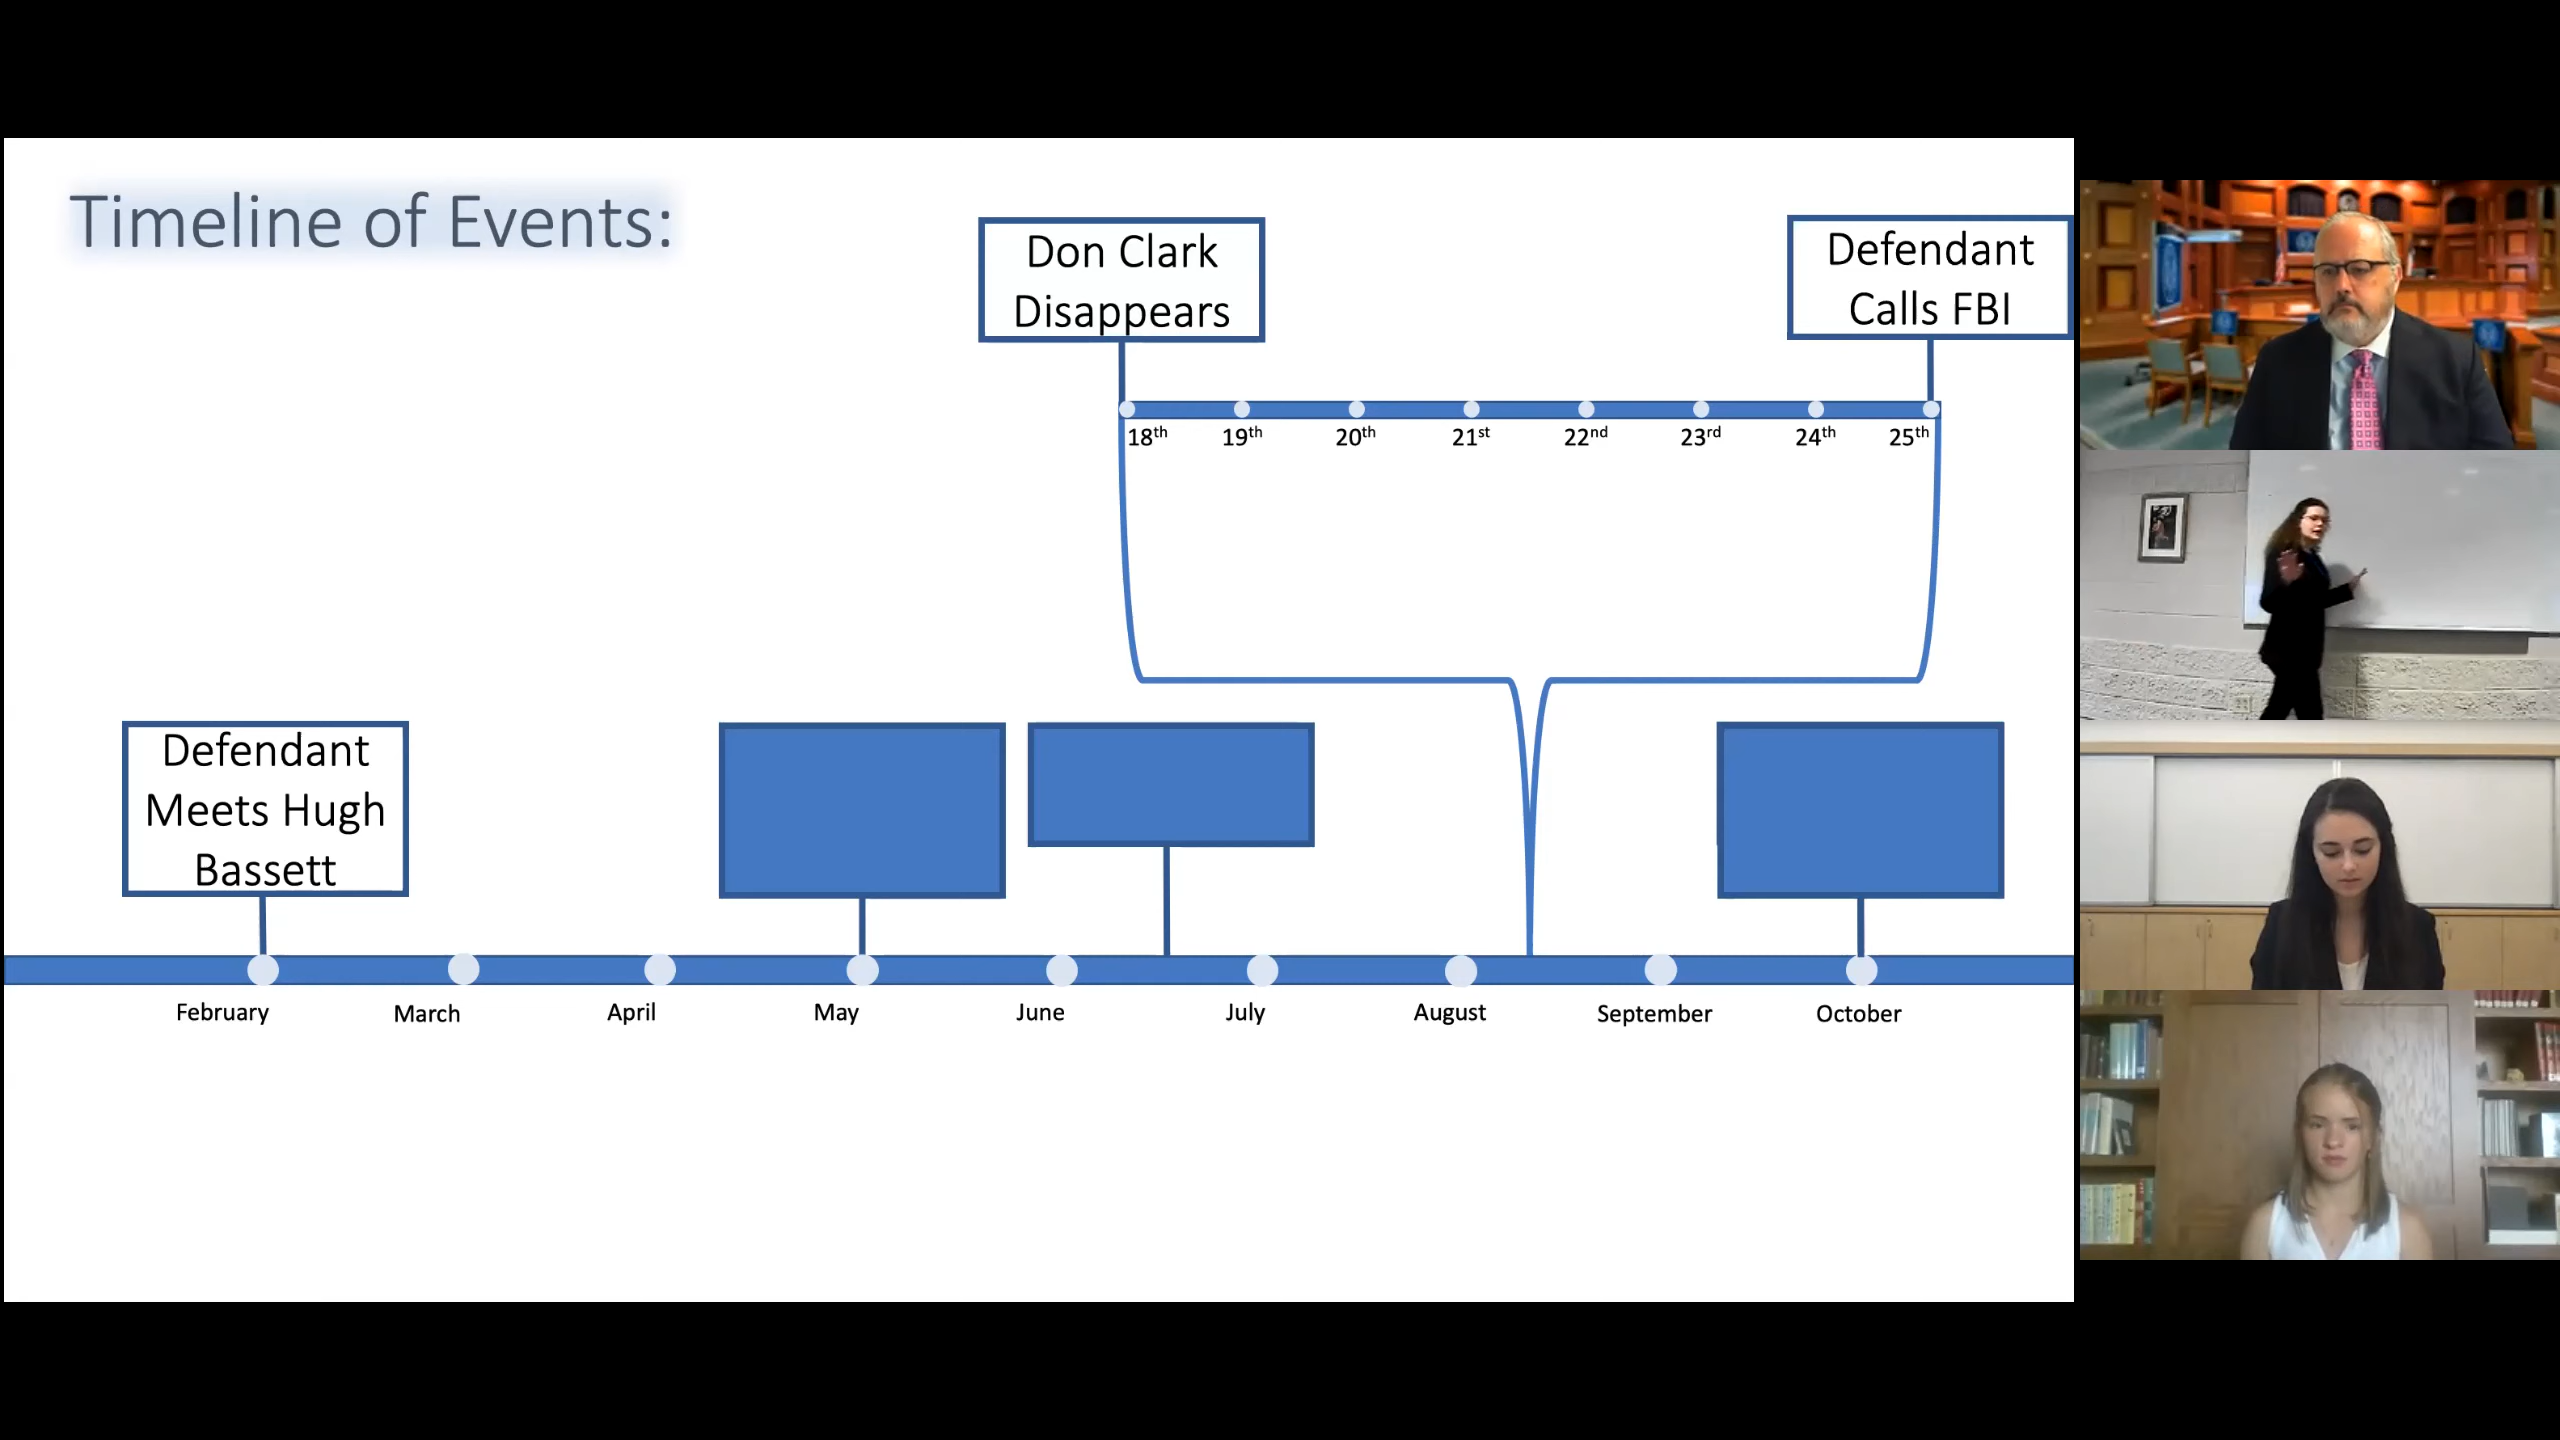 Timeline of Events:
Don Clark
Disappears
Defendant
Calls FBI
18th 19th 20th 21st 22nd 23rd 24th 25th
Defendant
Meets Hugh
Bassett
February March April May June July August September October